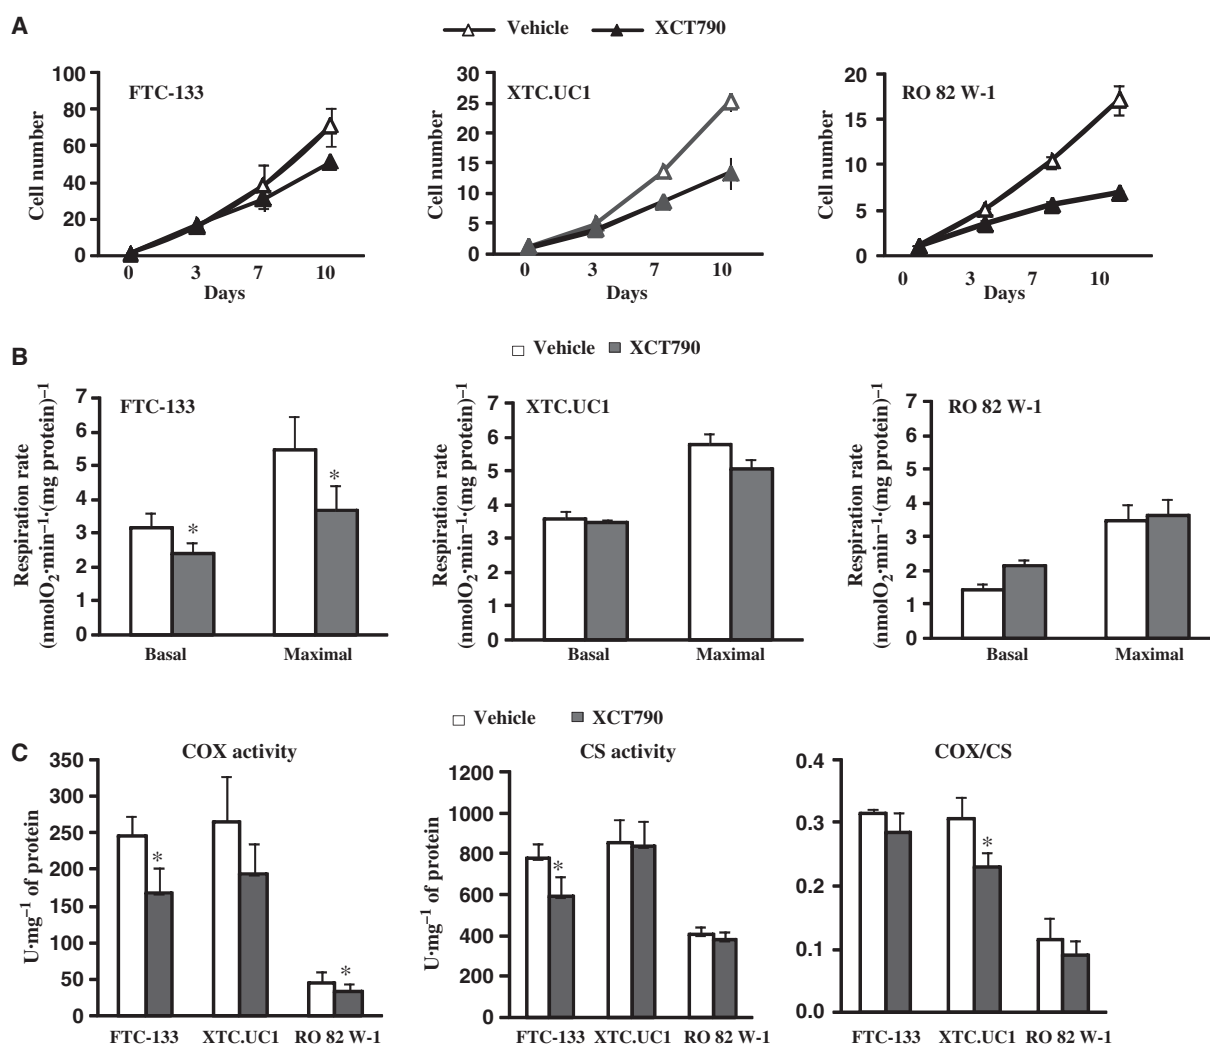 A
Vehicle XCT790
FTC-133
Cell number
100
80
60
40
20
0
0 3 7 10
Days
XTC.UC1
Cell number
30
25
20
15
10
5
0
0 3 7 10
Days
RO 82 W-1
Cell number
20
15
10
5
0
0 3 7 10
Days
B
Vehicle XCT790
FTC-133
Respiration rate
(nmolO₂·min⁻¹·(mg protein)⁻¹
7
6
5
4
3
2
1
0
*
*
Basal Maximal
XTC.UC1
Respiration rate
(nmolO₂·min⁻¹·(mg protein)⁻¹
7
6
5
4
3
2
1
0
Basal Maximal
RO 82 W-1
Respiration rate
(nmolO₂·min⁻¹·(mg protein)⁻¹
7
6
5
4
3
2
1
0
Basal Maximal
Vehicle XCT790
C
COX activity
U·mg⁻¹ of protein
350
300
250
200
150
100
50
0
*
*
FTC-133 XTC.UC1 RO 82 W-1
CS activity
U·mg⁻¹ of protein
1200
1000
800
600
400
200
0
*
FTC-133 XTC.UC1 RO 82 W-1
COX/CS
0.4
0.3
0.2
0.1
0.0
*
FTC-133 XTC.UC1 RO 82 W-1